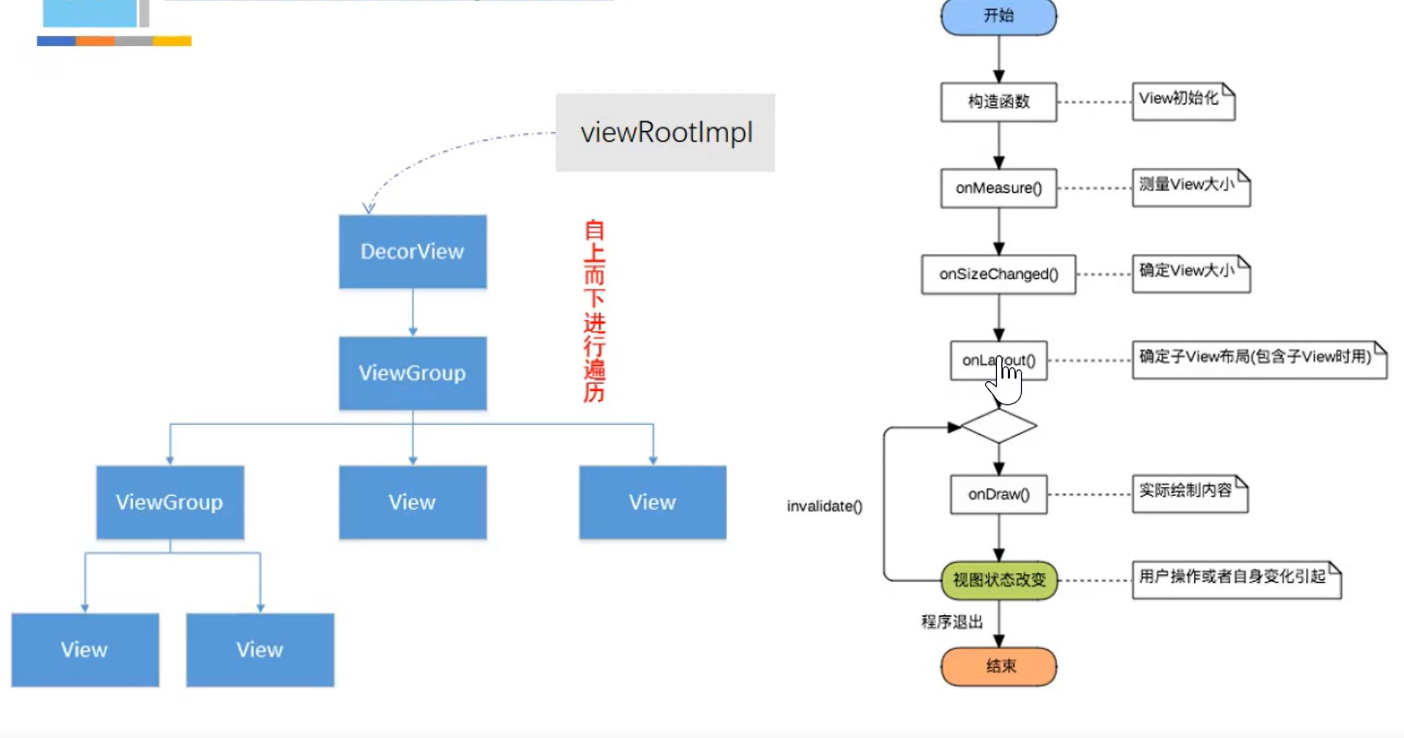 viewRootImpl
DecorView
自上而下进行遍历
ViewGroup
ViewGroup
View
View
View
View
开始
构造函数
View初始化
onMeasure()
测量View大小
onSizeChanged()
确定View大小
onLayout()
确定子View布局(包含子View时用)
onDraw()
实际绘制内容
invalidate()
视图状态改变
用户操作或者自身变化引起
程序退出
结束